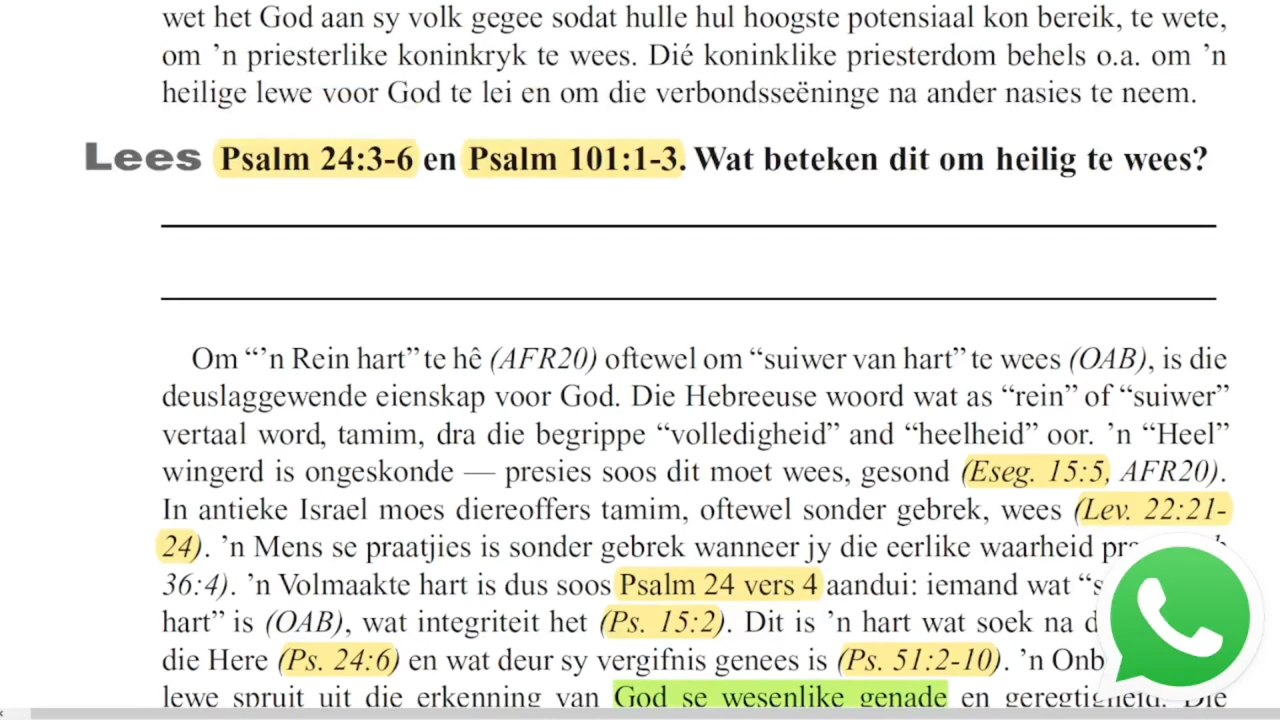 wet het God aan sy volk gegee sodat hulle hul hoogste potensiaal kon bereik, te wete,
om ’n priesterlike koninkryk te wees. Dié koninklike priesterdom behels o.a. om ’n
heilige lewe voor God te lei en om die verbondsseëninge na ander nasies te neem.
Lees Psalm 24:3-6 en Psalm 101:1-3. Wat beteken dit om heilig te wees?
Om “’n Rein hart” te hê (AFR20) oftewel om “suiwer van hart” te wees (OAB), is die
deuslaggewende eienskap voor God. Die Hebreeuse woord wat as “rein” of “suiwer”
vertaal word, tamim, dra die begrippe “volledigheid” and “heelheid” oor. ’n “Heel”
wingerd is ongeskonde — presies soos dit moet wees, gesond (Eseg. 15:5, AFR20).
In antieke Israel moes diereoffers tamim, oftewel sonder gebrek, wees (Lev. 22:21-
24). ’n Mens se praatjies is sonder gebrek wanneer jy die eerlike waarheid
36:4). ’n Volmaakte hart is dus soos Psalm 24 vers 4 aandui: iemand wat
hart” is (OAB), wat integriteit het (Ps. 15:2). Dit is ’n hart wat soek na
die Here (Ps. 24:6) en wat deur sy vergifnis genees is (Ps. 51:2-10). ’n
lewe spruit uit die erkenning van God se wesenlike genade en geregtigheid. Die